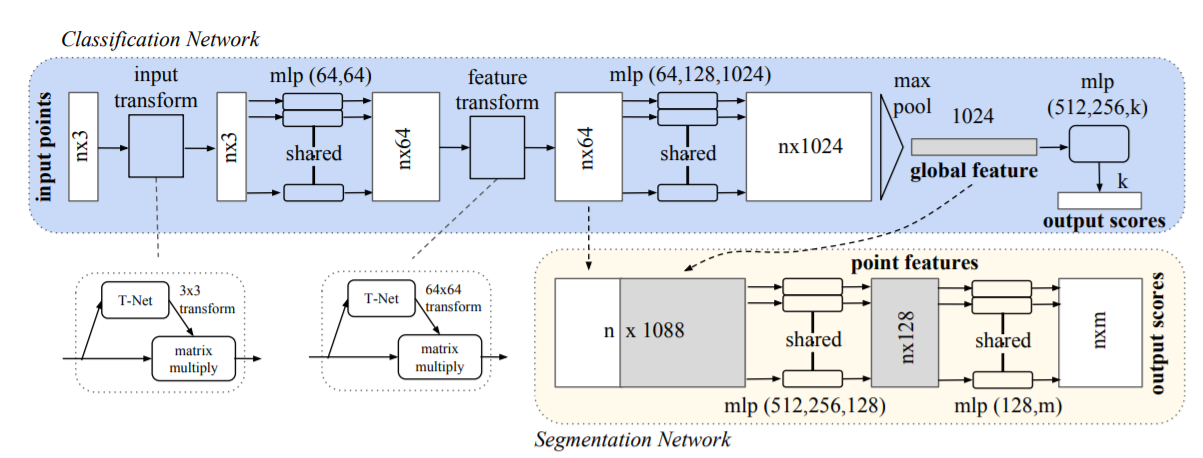 Classification Network
input points
nx3
input
transform
nx3
mlp (64,64)
shared
nx64
feature
transform
nx64
mlp (64,128,1024)
shared
nx1024
max
pool
1024
global feature
mlp
(512,256,k)
k
output scores
T-Net
3x3
transform
matrix
multiply
T-Net
64x64
transform
matrix
multiply
point features
n x 1088
shared
mlp (512,256,128)
nx128
shared
mlp (128,m)
nxm
output scores
Segmentation Network